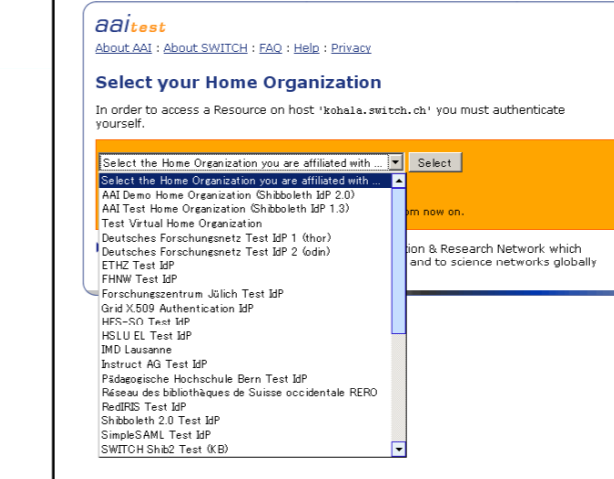 aaitest
About AAI : About SWITCH : FAQ : Help : Privacy
Select your Home Organization
In order to access a Resource on host 'kohala.switch.ch' you must authenticate
yourself.
Select the Home Organization you are affiliated with ... Select
Select the Home Organization you are affiliated with ...
AAI Demo Home Organization (Shibboleth IdP 2.0)
AAI Test Home Organization (Shibboleth IdP 1.3)
om now on.
Test Virtual Home Organization
Deutsches Forschungsnetz Test IdP 1 (thor)
Deutsches Forschungsnetz Test IdP 2 (odin)
tion & Research Network which
ETHZ Test IdP
and to science networks globally
FHNW Test IdP
Forschungszentrum Jülich Test IdP
Grid X.509 Authentication IdP
HES-SO Test IdP
HSLU EL Test IdP
IMD Lausanne
Instruct AG Test IdP
Pädagogische Hochschule Bern Test IdP
Réseau des bibliothèques de Suisse occidentale RERO
RedIRIS Test IdP
Shibboleth 2.0 Test IdP
SimpleSAML Test IdP
SWITCH Shib2 Test (KB)